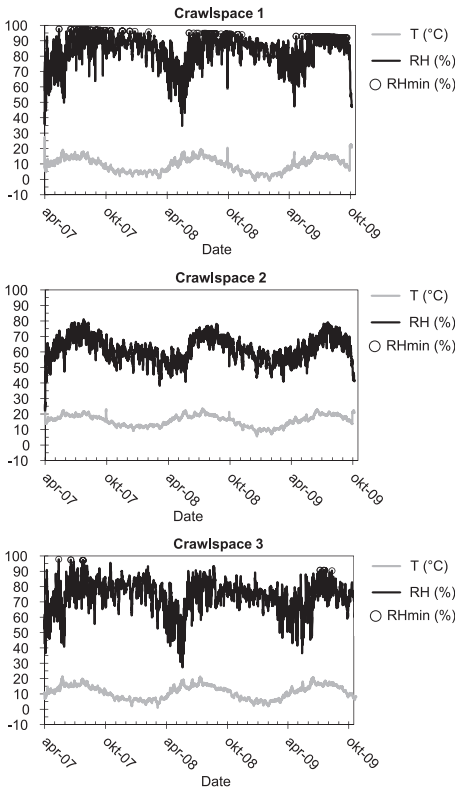 Crawlspace 1
100
90
80
70
60
50
40
30
20
10
0
-10
T (°C)
RH (%)
RHmin (%)
apr-07
okt-07
apr-08
okt-08
apr-09
okt-09
Date
Crawlspace 2
100
90
80
70
60
50
40
30
20
10
0
-10
T (°C)
RH (%)
RHmin (%)
apr-07
okt-07
apr-08
okt-08
apr-09
okt-09
Date
Crawlspace 3
100
90
80
70
60
50
40
30
20
10
0
-10
T (°C)
RH (%)
RHmin (%)
apr-07
okt-07
apr-08
okt-08
apr-09
okt-09
Date